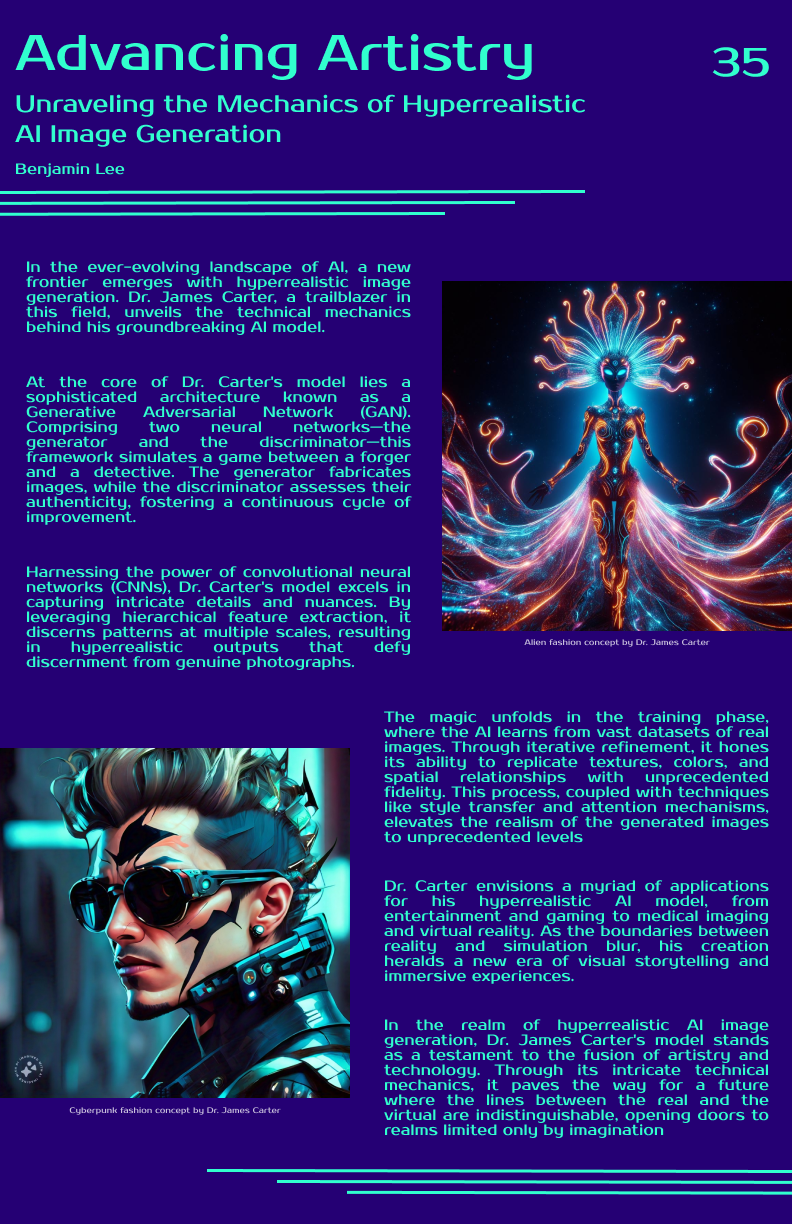 Advancing Artistry
35
Unraveling the Mechanics of Hyperrealistic
AI Image Generation
Benjamin Lee
In the ever-evolving landscape of AI, a new
frontier emerges with hyperrealistic image
generation. Dr. James Carter, a trailblazer in
this field, unveils the technical mechanics
behind his groundbreaking AI model.
At the core of Dr. Carter's model lies a
sophisticated architecture known as a
Generative Adversarial Network (GAN).
Comprising two neural networks—the
generator and the discriminator—this
framework simulates a game between a forger
and a detective. The generator fabricates
images, while the discriminator assesses their
authenticity, fostering a continuous cycle of
improvement.
Harnessing the power of convolutional neural
networks (CNNs), Dr. Carter's model excels in
capturing intricate details and nuances. By
leveraging hierarchical feature extraction, it
discerns patterns at multiple scales, resulting
in hyperrealistic outputs that defy
discernment from genuine photographs.
Alien fashion concept by Dr. James Carter
The magic unfolds in the training phase,
where the AI learns from vast datasets of real
images. Through iterative refinement, it hones
its ability to replicate textures, colors, and
spatial relationships with unprecedented
fidelity. This process, coupled with techniques
like style transfer and attention mechanisms,
elevates the realism of the generated images
to unprecedented levels
Dr. Carter envisions a myriad of applications
for his hyperrealistic AI model, from
entertainment and gaming to medical imaging
and virtual reality. As the boundaries between
reality and simulation blur, his creation
heralds a new era of visual storytelling and
immersive experiences.
In the realm of hyperrealistic AI image
generation, Dr. James Carter's model stands
as a testament to the fusion of artistry and
technology. Through its intricate technical
mechanics, it paves the way for a future
where the lines between the real and the
virtual are indistinguishable, opening doors to
realms limited only by imagination
Cyberpunk fashion concept by Dr. James Carter